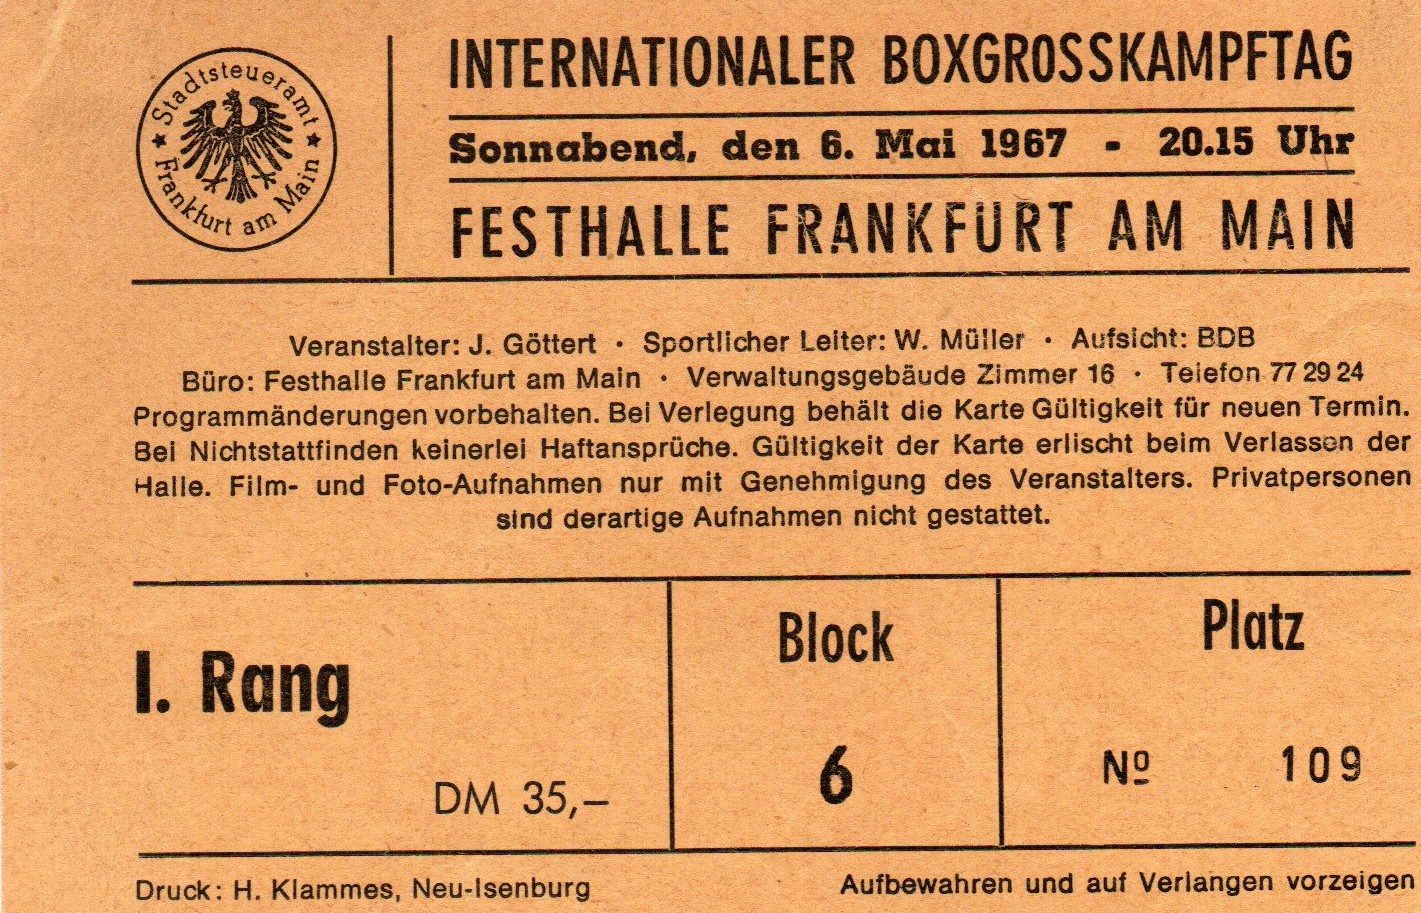 Stadtsteueramt
Frankfurt am Main
INTERNATIONALER BOXGROSSKAMPFTAG
Sonnabend, den 6. Mai 1967 - 20.15 Uhr
FESTHALLE FRANKFURT AM MAIN
Veranstalter: J. Göttert · Sportlicher Leiter: W. Müller · Aufsicht: BDB
Büro: Festhalle Frankfurt am Main · Verwaltungsgebäude Zimmer 16 · Telefon 77 29 24
Programmänderungen vorbehalten. Bei Verlegung behält die Karte Gültigkeit für neuen Termin.
Bei Nichtstattfinden keinerlei Haftansprüche. Gültigkeit der Karte erlischt beim Verlassen der
Halle. Film- und Foto-Aufnahmen nur mit Genehmigung des Veranstalters. Privatpersonen
sind derartige Aufnahmen nicht gestattet.
I. Rang
DM 35,–
Block
6
Platz
Nº 109
Druck: H. Klammes, Neu-Isenburg
Aufbewahren und auf Verlangen vorzeigen